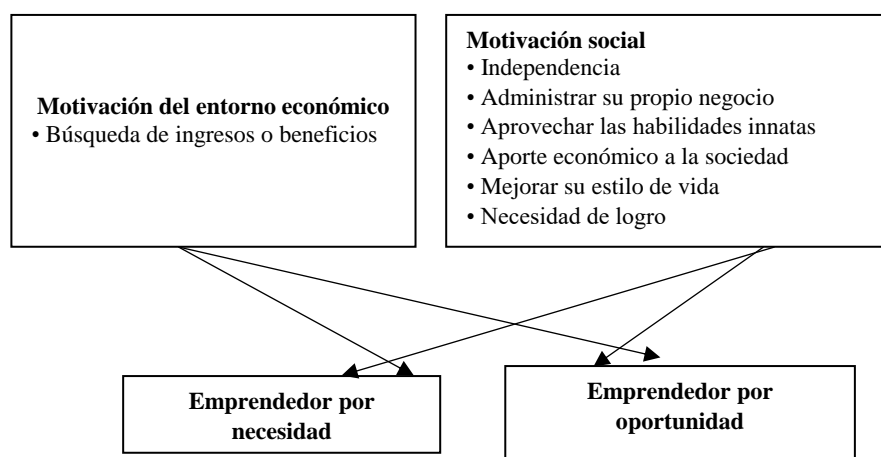 Motivación del entorno económico
• Búsqueda de ingresos o beneficios
Motivación social
• Independencia
• Administrar su propio negocio
• Aprovechar las habilidades innatas
• Aporte económico a la sociedad
• Mejorar su estilo de vida
• Necesidad de logro
Emprendedor por
necesidad
Emprendedor por
oportunidad